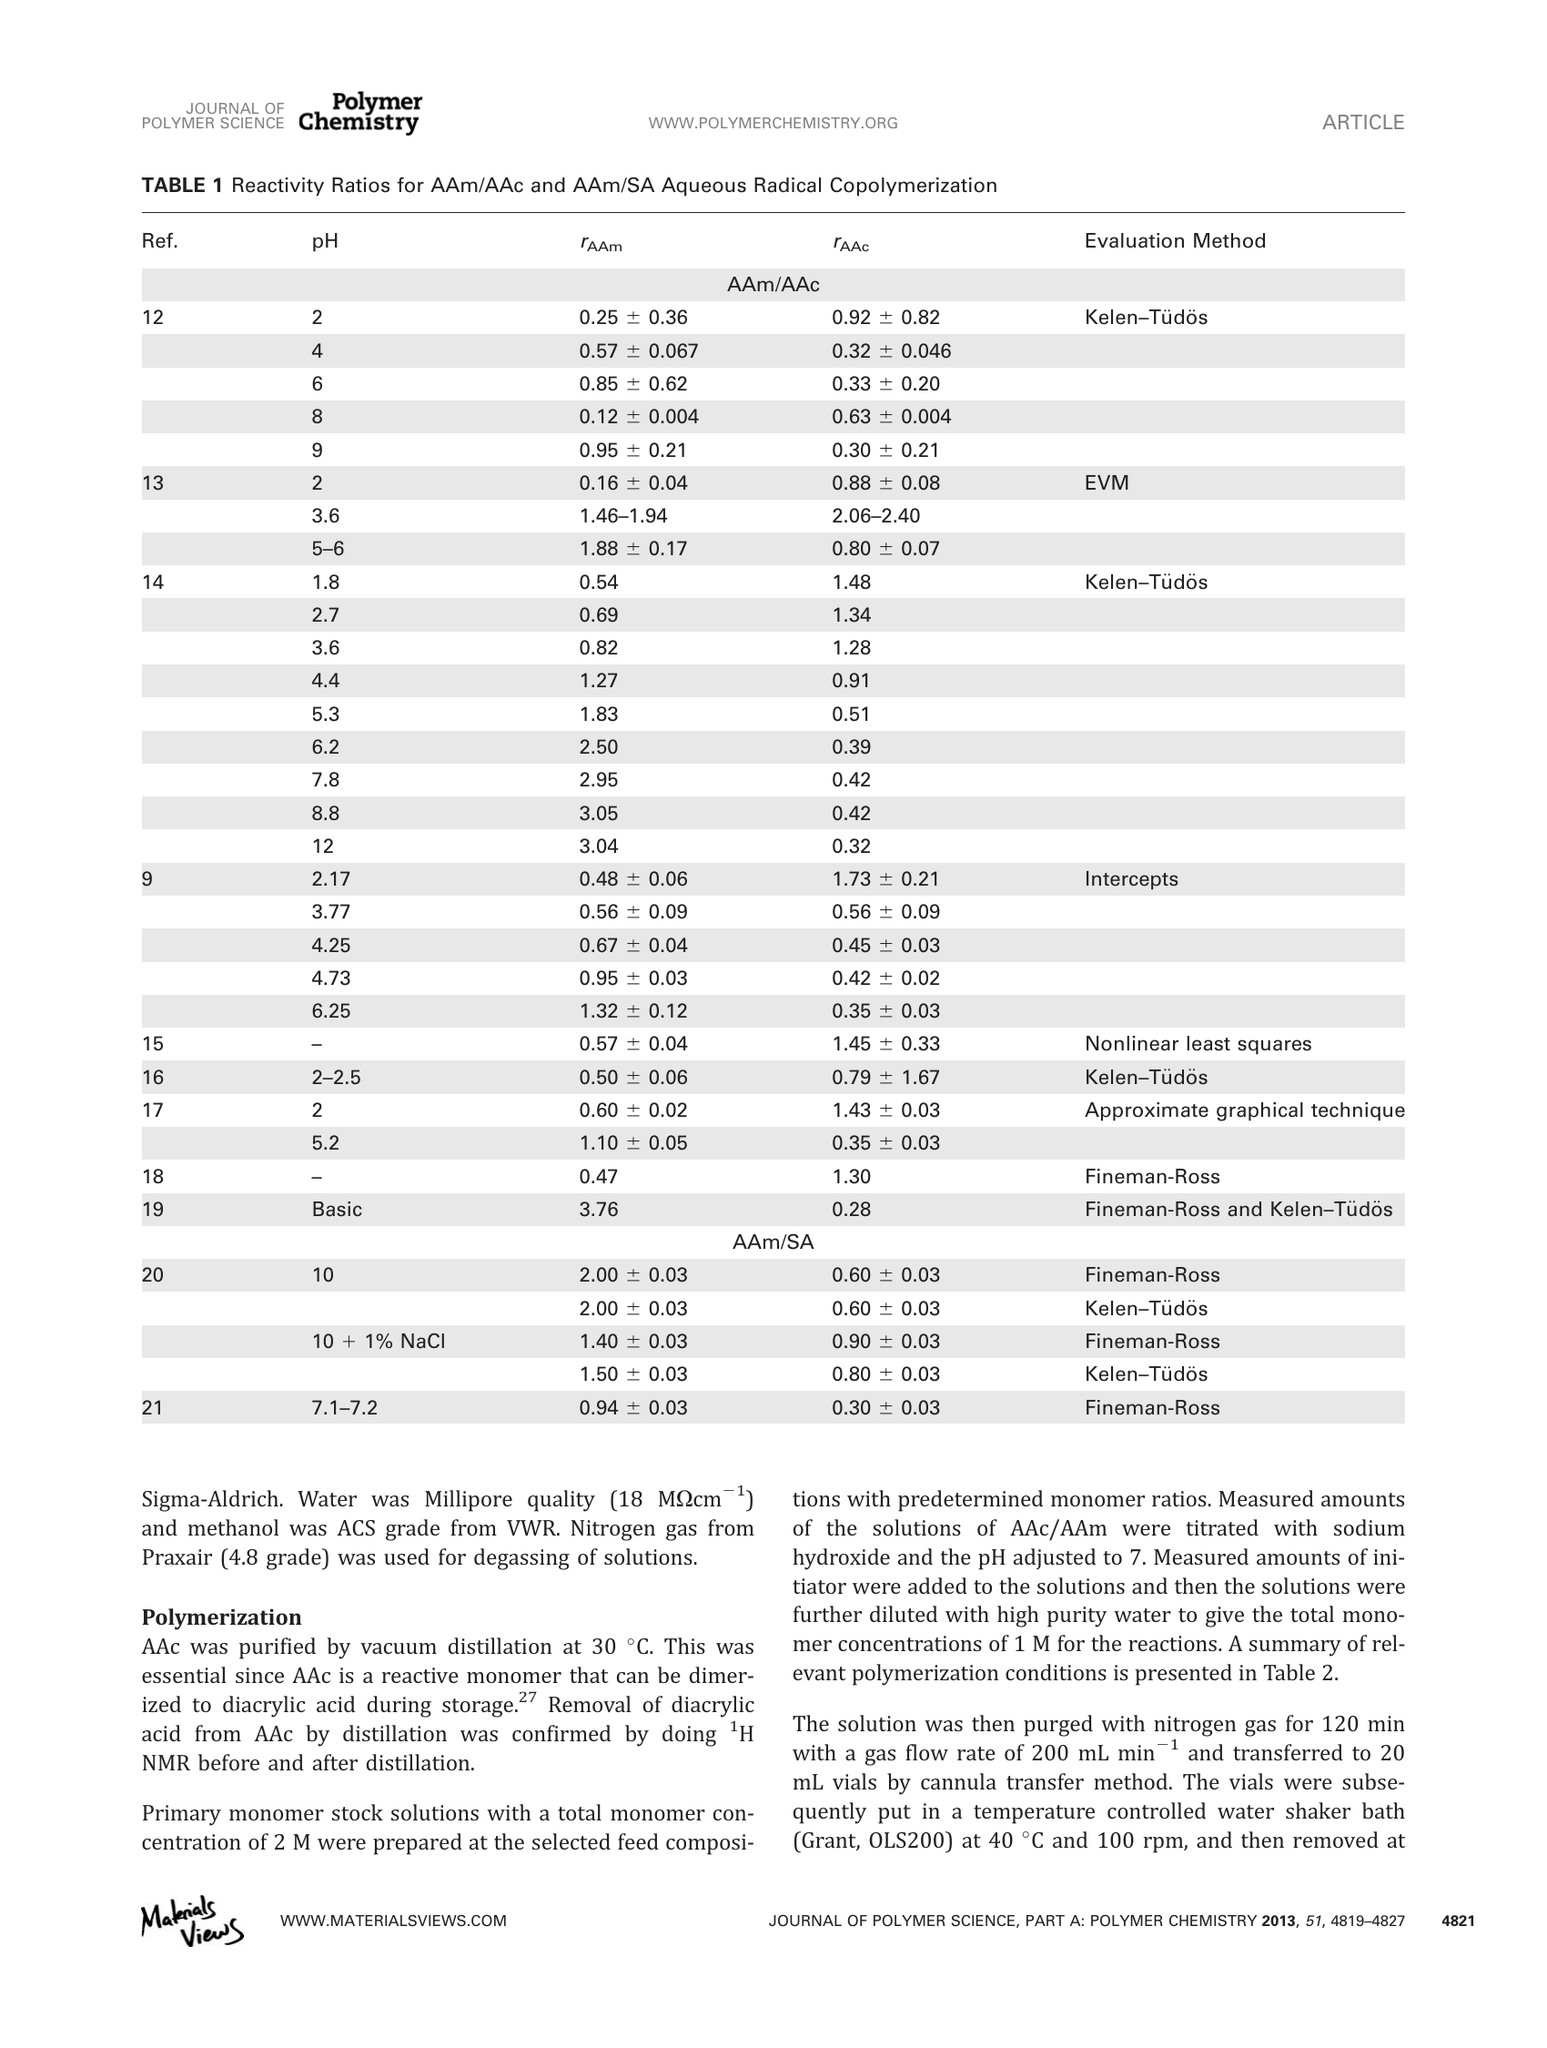 JOURNAL OF
POLYMER SCIENCE
Polymer
Chemistry
WWW.POLYMERCHEMISTRY.ORG
ARTICLE
TABLE 1 Reactivity Ratios for AAm/AAc and AAm/SA Aqueous Radical Copolymerization
Ref. pH rAAm rAAc Evaluation Method
AAm/AAc
12 2 0.25 ± 0.36 0.92 ± 0.82 Kelen–Tüdös
4 0.57 ± 0.067 0.32 ± 0.046
6 0.85 ± 0.62 0.33 ± 0.20
8 0.12 ± 0.004 0.63 ± 0.004
9 0.95 ± 0.21 0.30 ± 0.21
13 2 0.16 ± 0.04 0.88 ± 0.08 EVM
3.6 1.46–1.94 2.06–2.40
5–6 1.88 ± 0.17 0.80 ± 0.07
14 1.8 0.54 1.48 Kelen–Tüdös
2.7 0.69 1.34
3.6 0.82 1.28
4.4 1.27 0.91
5.3 1.83 0.51
6.2 2.50 0.39
7.8 2.95 0.42
8.8 3.05 0.42
12 3.04 0.32
9 2.17 0.48 ± 0.06 1.73 ± 0.21 Intercepts
3.77 0.56 ± 0.09 0.56 ± 0.09
4.25 0.67 ± 0.04 0.45 ± 0.03
4.73 0.95 ± 0.03 0.42 ± 0.02
6.25 1.32 ± 0.12 0.35 ± 0.03
15 – 0.57 ± 0.04 1.45 ± 0.33 Nonlinear least squares
16 2–2.5 0.50 ± 0.06 0.79 ± 1.67 Kelen–Tüdös
17 2 0.60 ± 0.02 1.43 ± 0.03 Approximate graphical technique
5.2 1.10 ± 0.05 0.35 ± 0.03
18 – 0.47 1.30 Fineman-Ross
19 Basic 3.76 0.28 Fineman-Ross and Kelen–Tüdös
AAm/SA
20 10 2.00 ± 0.03 0.60 ± 0.03 Fineman-Ross
2.00 ± 0.03 0.60 ± 0.03 Kelen–Tüdös
10 + 1% NaCl 1.40 ± 0.03 0.90 ± 0.03 Fineman-Ross
1.50 ± 0.03 0.80 ± 0.03 Kelen–Tüdös
21 7.1–7.2 0.94 ± 0.03 0.30 ± 0.03 Fineman-Ross
Sigma-Aldrich. Water was Millipore quality (18 MΩcm−1)
and methanol was ACS grade from VWR. Nitrogen gas from
Praxair (4.8 grade) was used for degassing of solutions.
Polymerization
AAc was purified by vacuum distillation at 30 °C. This was
essential since AAc is a reactive monomer that can be dimer-
ized to diacrylic acid during storage.27 Removal of diacrylic
acid from AAc by distillation was confirmed by doing 1H
NMR before and after distillation.
Primary monomer stock solutions with a total monomer con-
centration of 2 M were prepared at the selected feed composi-
tions with predetermined monomer ratios. Measured amounts
of the solutions of AAc/AAm were titrated with sodium
hydroxide and the pH adjusted to 7. Measured amounts of ini-
tiator were added to the solutions and then the solutions were
further diluted with high purity water to give the total mono-
mer concentrations of 1 M for the reactions. A summary of rel-
evant polymerization conditions is presented in Table 2.
The solution was then purged with nitrogen gas for 120 min
with a gas flow rate of 200 mL min−1 and transferred to 20
mL vials by cannula transfer method. The vials were subse-
quently put in a temperature controlled water shaker bath
(Grant, OLS200) at 40 °C and 100 rpm, and then removed at
Materials
Views
WWW.MATERIALSVIEWS.COM
JOURNAL OF POLYMER SCIENCE, PART A: POLYMER CHEMISTRY 2013, 51, 4819–4827 4821